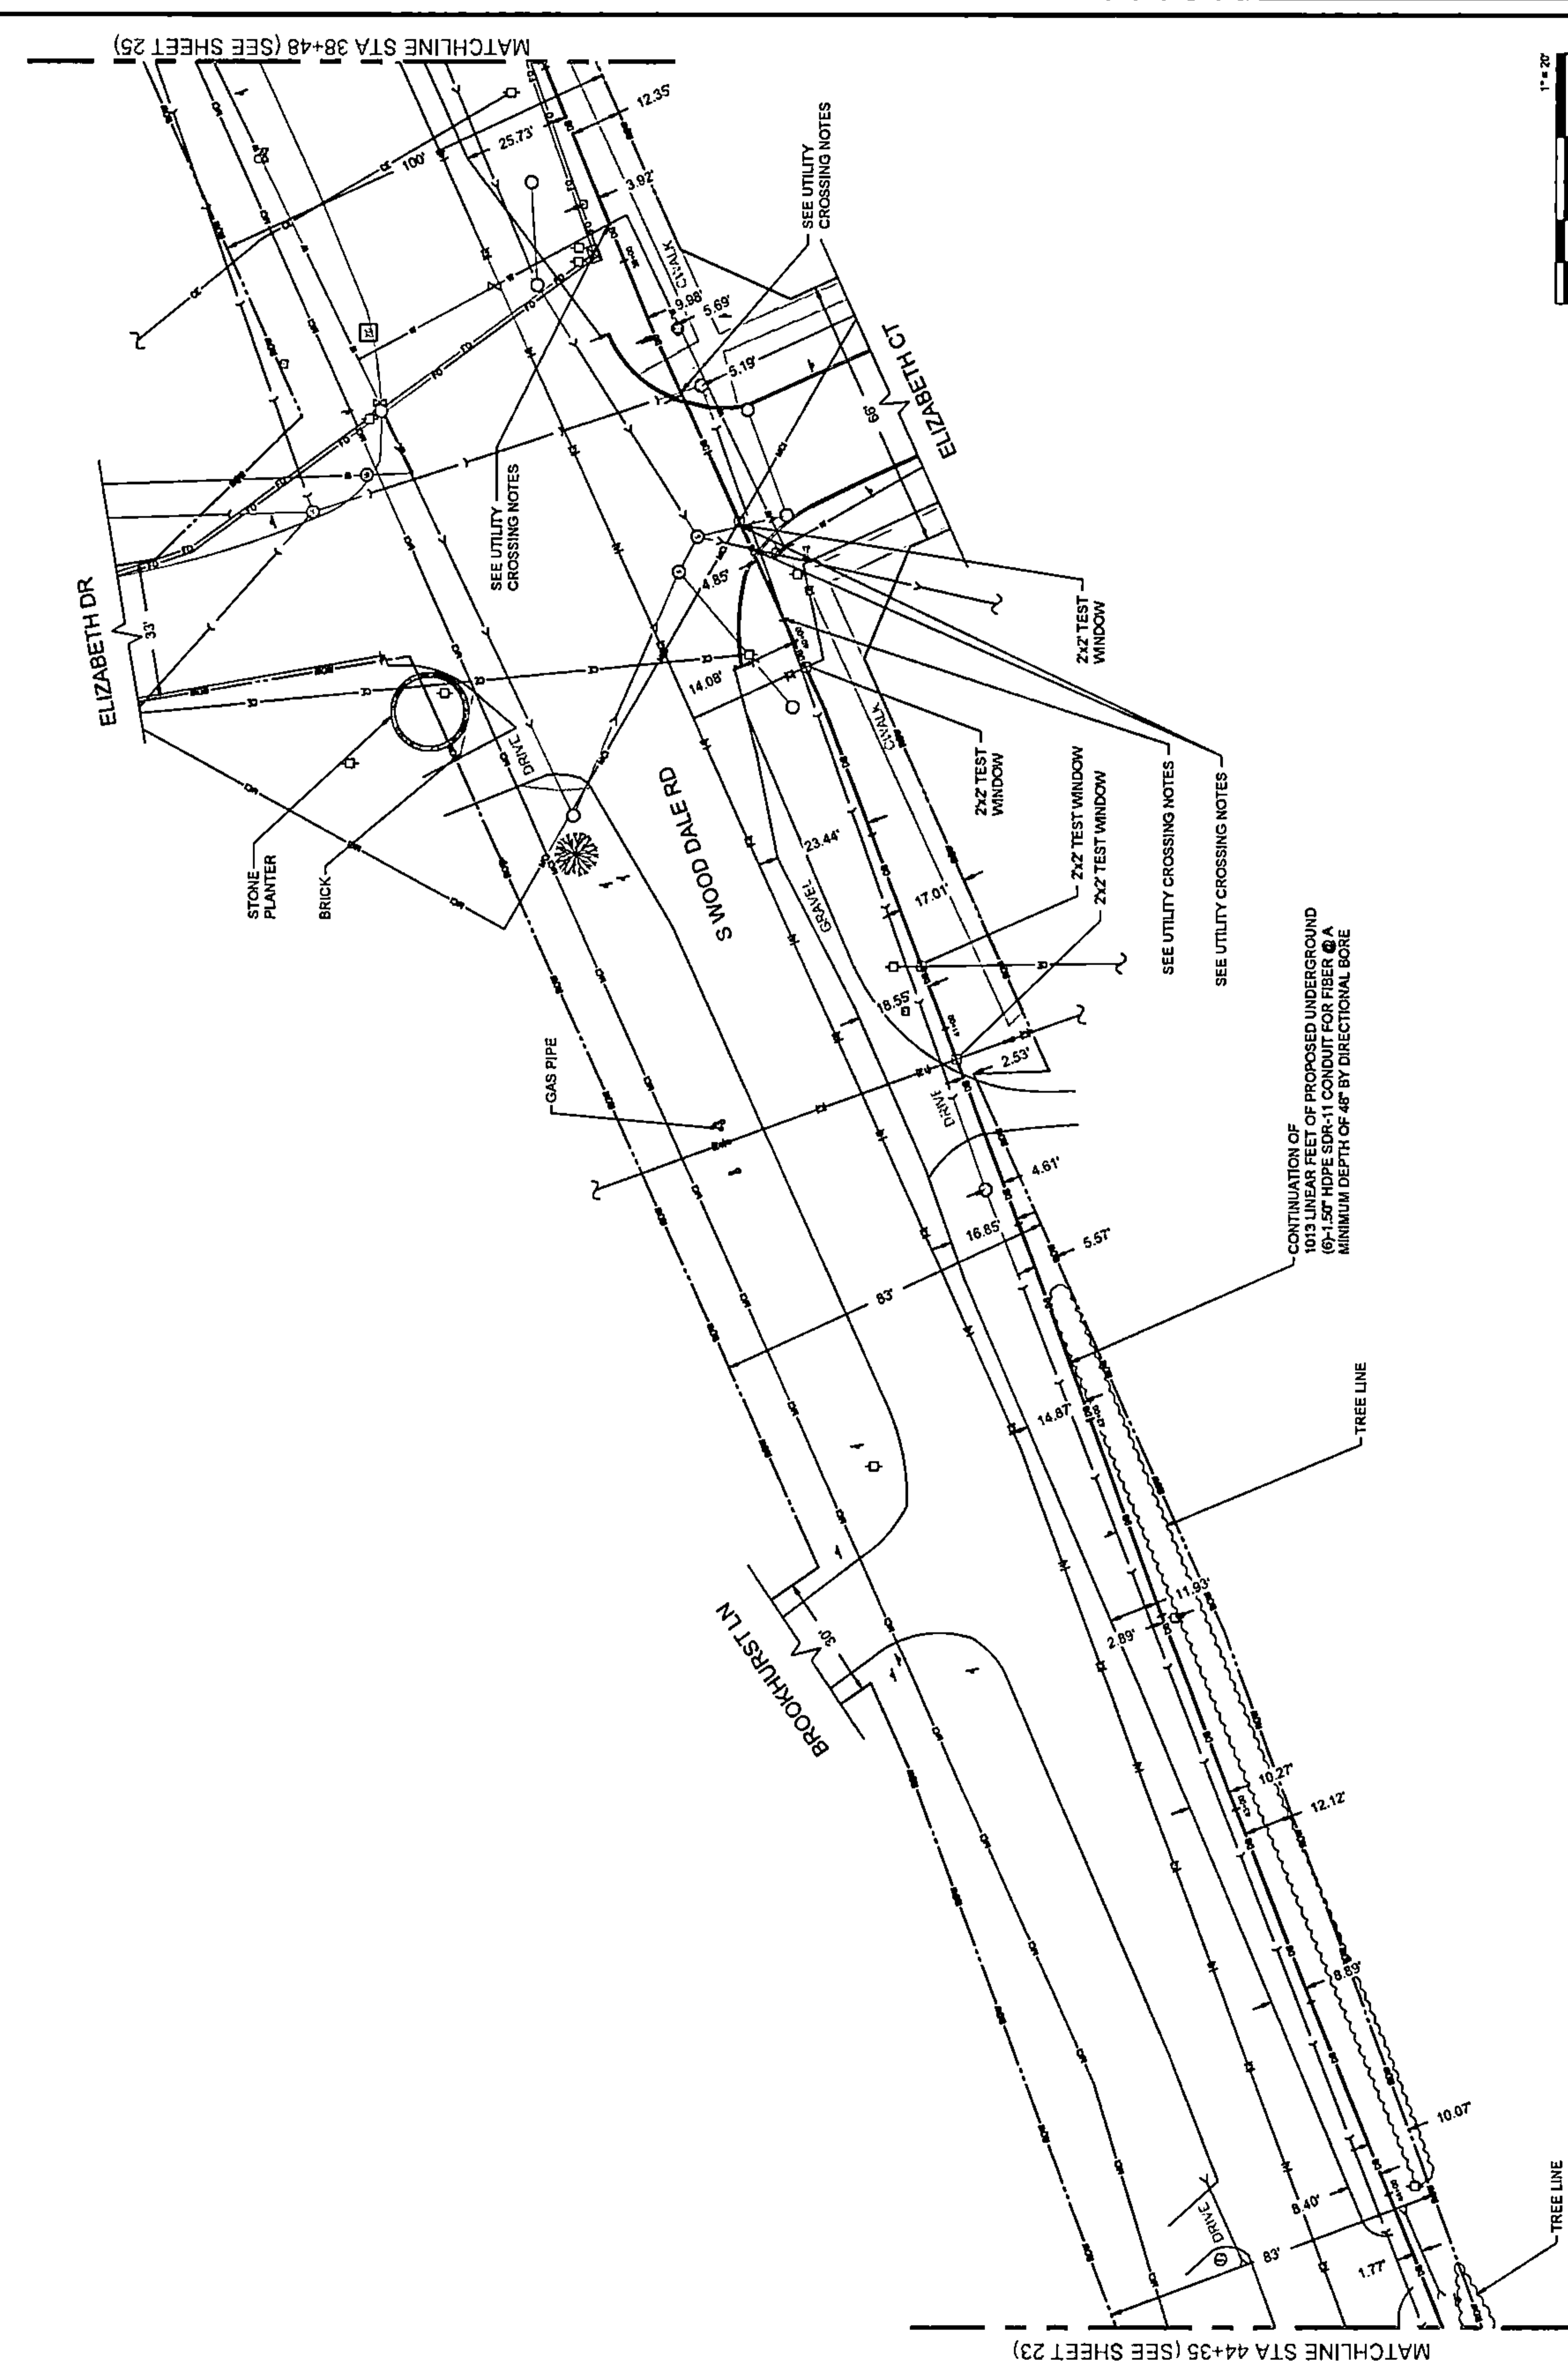 MATCHLINE STA 38+48 (SEE SHEET 25)
1" = 20'
12.35'
25.73'
100'
3.92'
SEE UTILITY
CROSSING NOTES
C\WALK
9.98'
5.69'
5.19'
69'
ELIZABETH CT
SEE UTILITY
CROSSING NOTES
ELIZABETH DR
33'
4.85'
14.08'
2'x2' TEST
WINDOW
STONE
PLANTER
BRICK
DRIVE
S WOOD DALE RD
C\WALK
2'x2' TEST
WINDOW
23.44'
GRAVEL
17.01'
2'x2' TEST WINDOW
2'x2' TEST WINDOW
SEE UTILITY CROSSING NOTES
SEE UTILITY CROSSING NOTES
18.55'
GAS PIPE
2.53'
DRIVE
4.61'
16.85'
5.57'
83'
CONTINUATION OF
1013 LINEAR FEET OF PROPOSED UNDERGROUND
(6)-1.50" HDPE SDR-11 CONDUIT FOR FIBER @ A
MINIMUM DEPTH OF 48" BY DIRECTIONAL BORE
14.87'
TREE LINE
BROOKHURST LN
30'
11.93'
2.89'
10.27'
12.12'
8.89'
10.07'
8.40'
DRIVE
83'
1.77'
TREE LINE
MATCHLINE STA 44+35 (SEE SHEET 23)